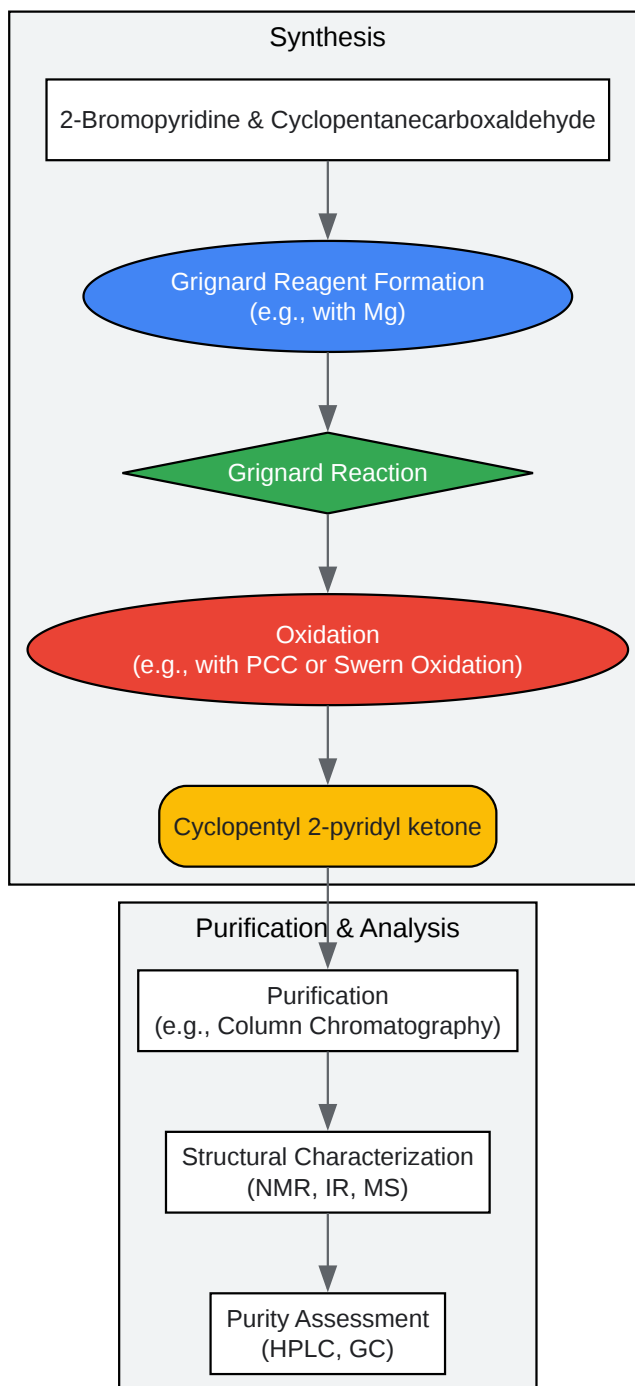 Synthesis
2-Bromopyridine & Cyclopentanecarboxaldehyde
Grignard Reagent Formation
(e.g., with Mg)
Grignard Reaction
Oxidation
(e.g., with PCC or Swern Oxidation)
Cyclopentyl 2-pyridyl ketone
Purification & Analysis
Purification
(e.g., Column Chromatography)
Structural Characterization
(NMR, IR, MS)
Purity Assessment
(HPLC, GC)